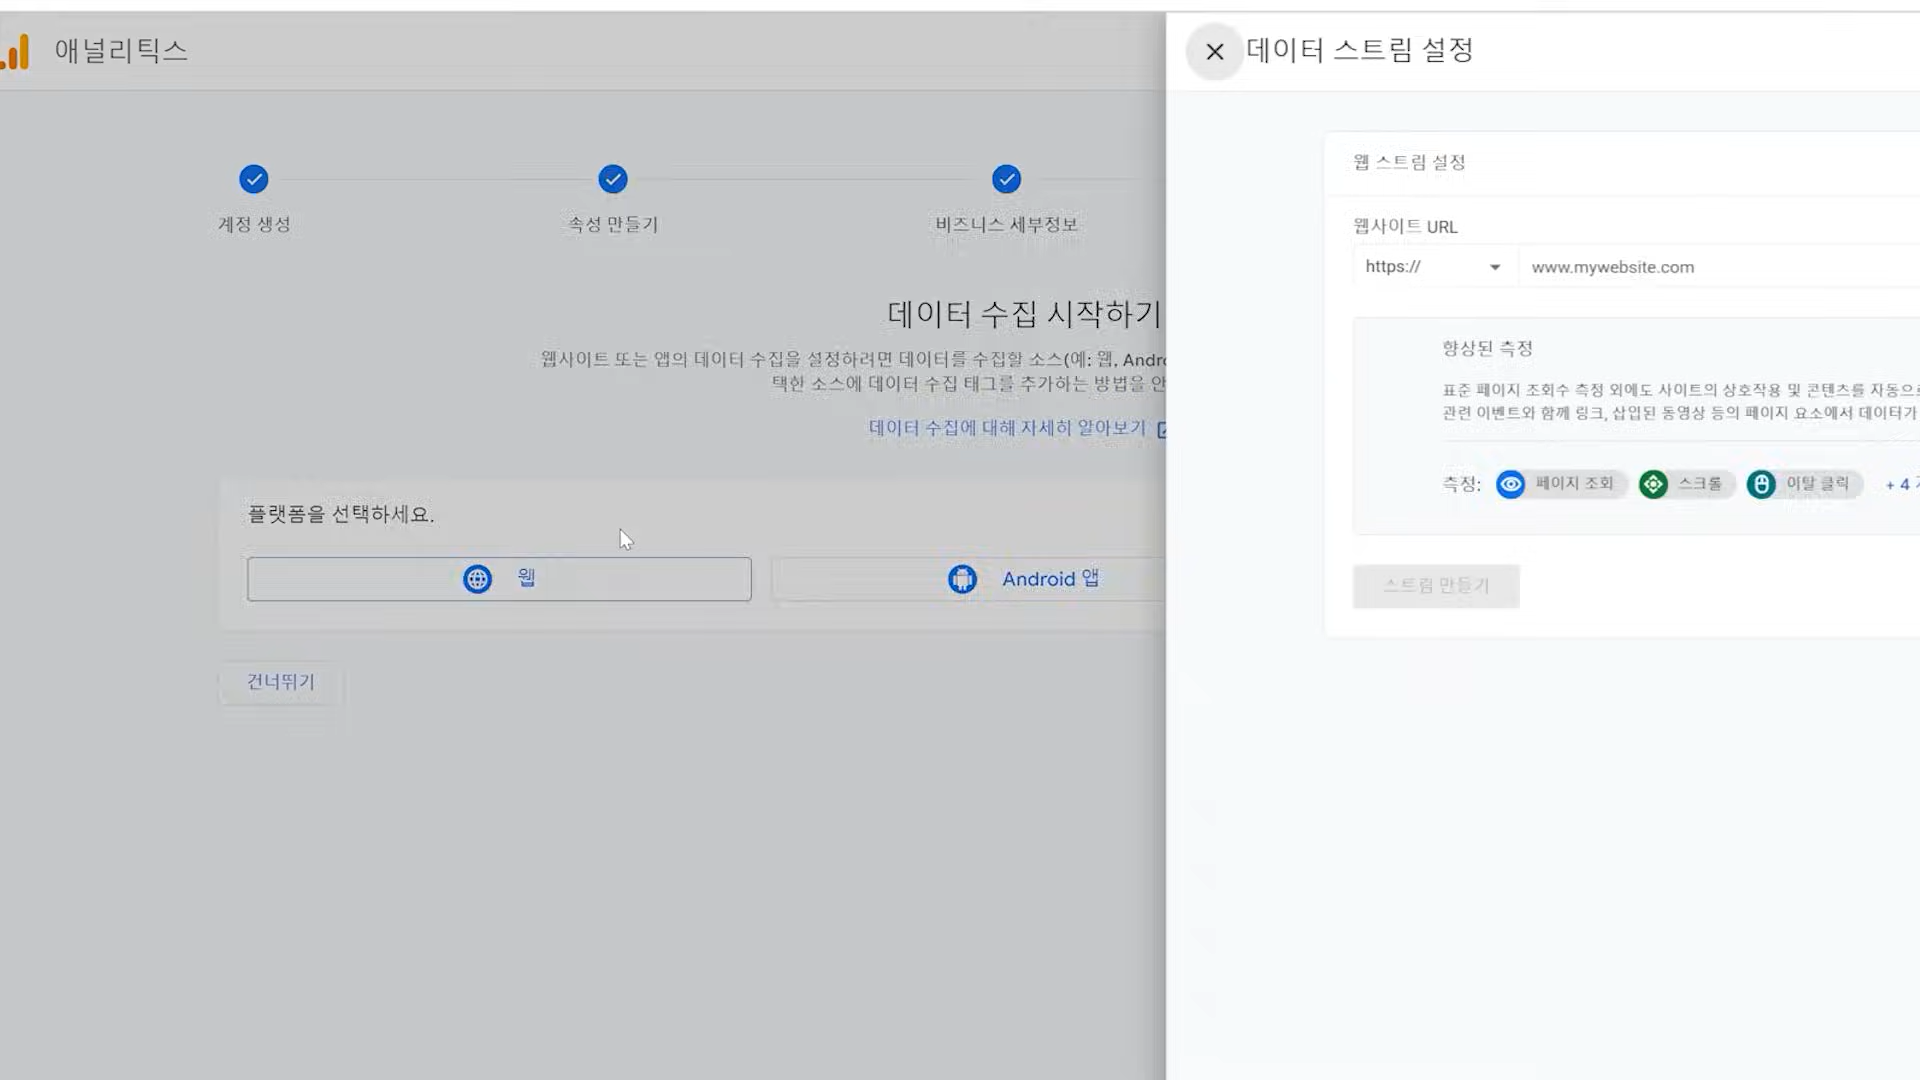 애널리틱스
계정 생성
속성 만들기
비즈니스 세부정보
데이터 수집 시작하기
웹사이트 또는 앱의 데이터 수집을 설정하려면 데이터를 수집할 소스(예: 웹, Andro
택한 소스에 데이터 수집 태그를 추가하는 방법을 안
데이터 수집에 대해 자세히 알아보기
플랫폼을 선택하세요.
웹
Android 앱
건너뛰기
데이터 스트림 설정
웹 스트림 설정
웹사이트 URL
https://
www.mywebsite.com
향상된 측정
표준 페이지 조회수 측정 외에도 사이트의 상호작용 및 콘텐츠를 자동으로
관련 이벤트와 함께 링크, 삽입된 동영상 등의 페이지 요소에서 데이터가
측정:
페이지 조회
스크롤
이탈 클릭
+ 4
스트림 만들기